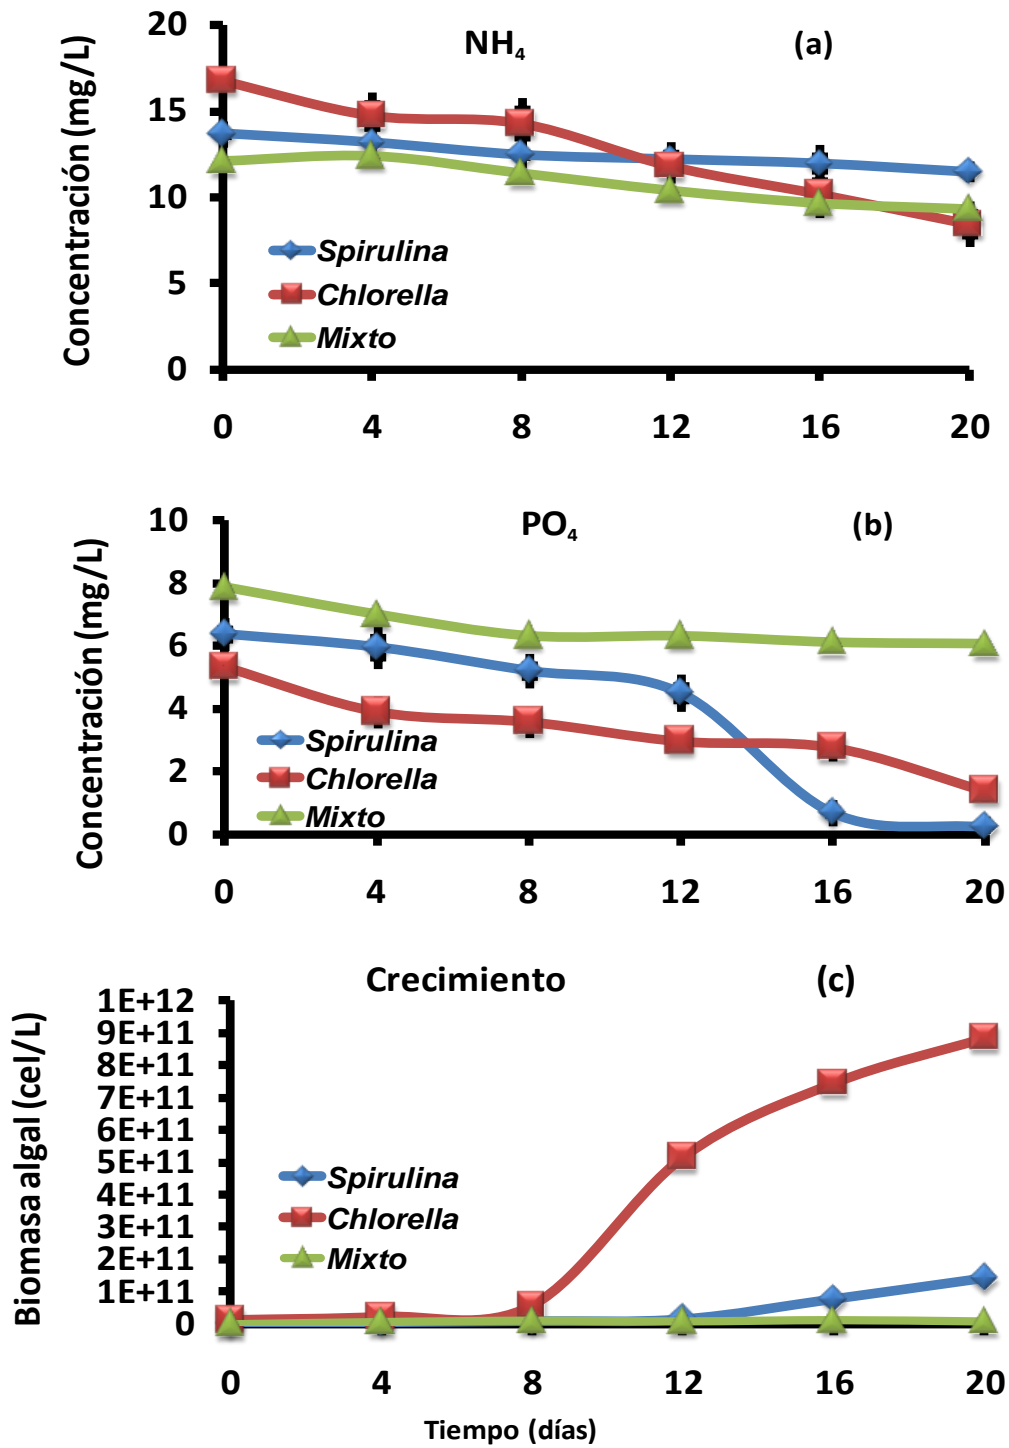 NH₄
(a)
Concentración (mg/L)
20
15
10
5
0
Spirulina
Chlorella
Mixto
0 4 8 12 16 20
PO₄
(b)
Concentración (mg/L)
10
8
6
4
2
0
Spirulina
Chlorella
Mixto
0 4 8 12 16 20
Crecimiento
(c)
Biomasa algal (cel/L)
1E+12
9E+11
8E+11
7E+11
6E+11
5E+11
4E+11
3E+11
2E+11
1E+11
0
Spirulina
Chlorella
Mixto
0 4 8 12 16 20
Tiempo (días)